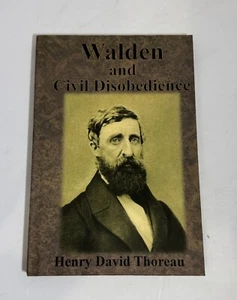 Walden
and
Civil Disobedience
Henry David Thoreau